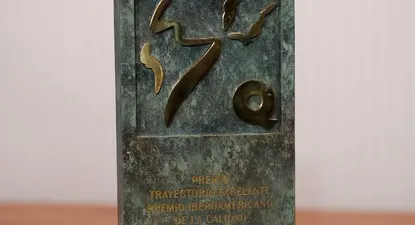 PREMIO
TRAYECTORIA EXCELENTE
PREMIO IBEROAMERICANO
DE LA CALIDAD